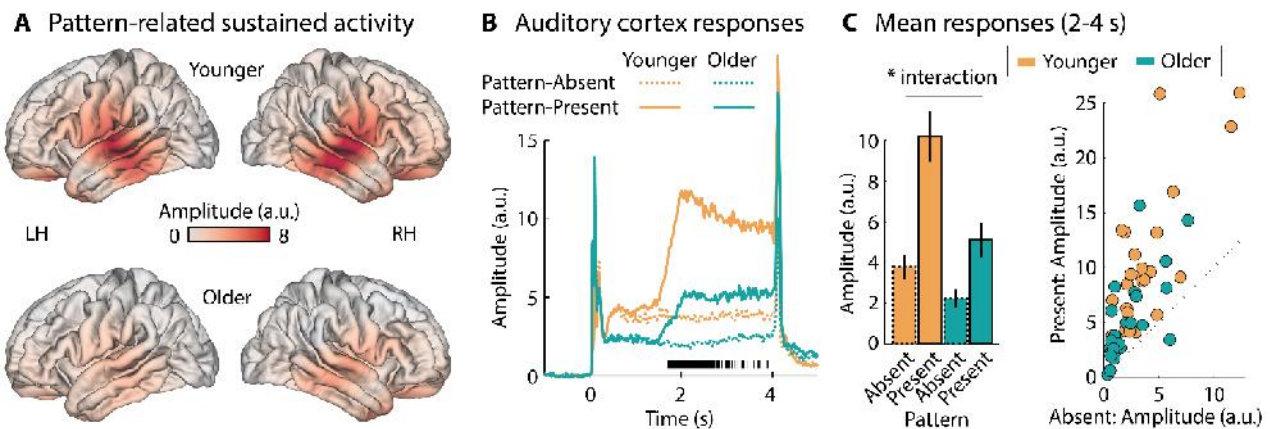 A Pattern-related sustained activity
Younger
Amplitude (a.u.)
0 8
LH RH
Older
B Auditory cortex responses
Younger Older
Pattern-Absent
Pattern-Present
Amplitude (a.u.)
15
10
5
0
0 2 4
Time (s)
C Mean responses (2-4 s)
Younger Older
* interaction
Amplitude (a.u.)
10
8
6
4
2
0
Absent
Present
Absent
Present
Pattern
Present: Amplitude (a.u.)
25
20
15
10
5
0
0 5 10
Absent: Amplitude (a.u.)